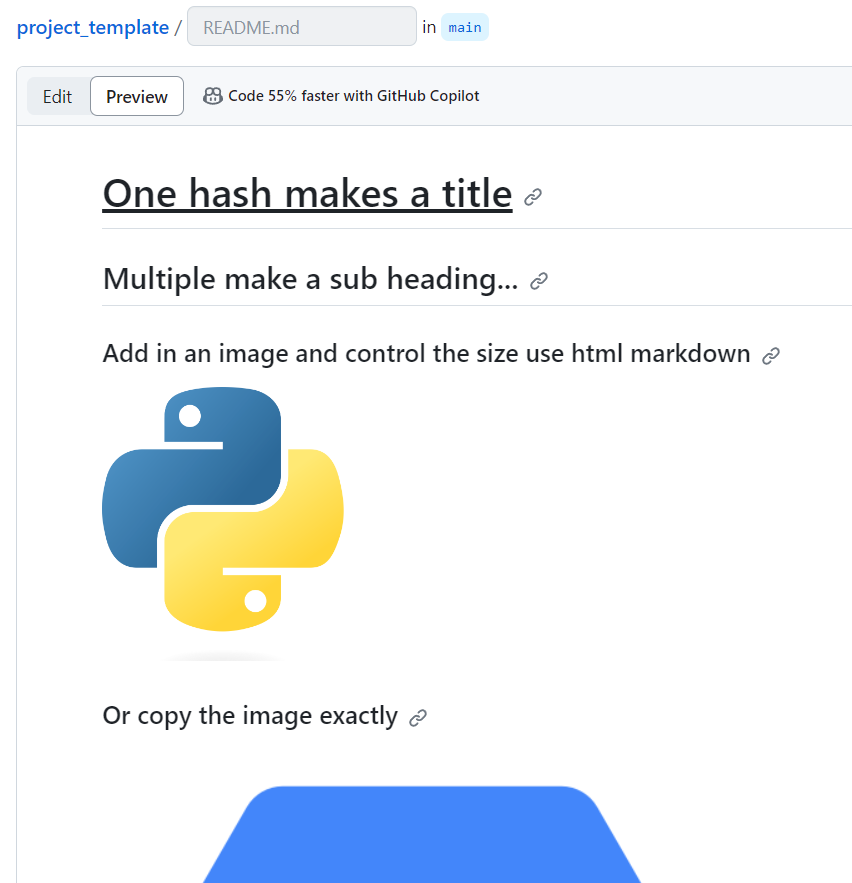 project_template / README.md in main
Edit Preview Code 55% faster with GitHub Copilot
One hash makes a title
Multiple make a sub heading...
Add in an image and control the size use html markdown
Or copy the image exactly